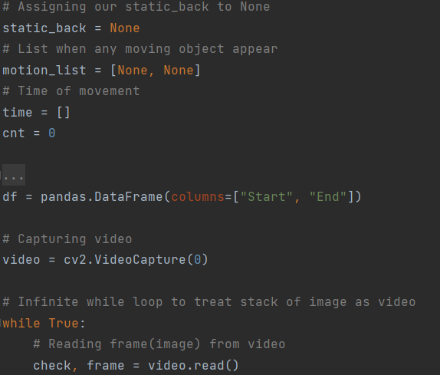 # Assigning our static_back to None
static_back = None
# List when any moving object appear
motion_list = [None, None]
# Time of movement
time = []
cnt = 0
...
df = pandas.DataFrame(columns=["Start", "End"])
# Capturing video
video = cv2.VideoCapture(0)
# Infinite while loop to treat stack of image as video
while True:
    # Reading frame(image) from video
    check, frame = video.read()